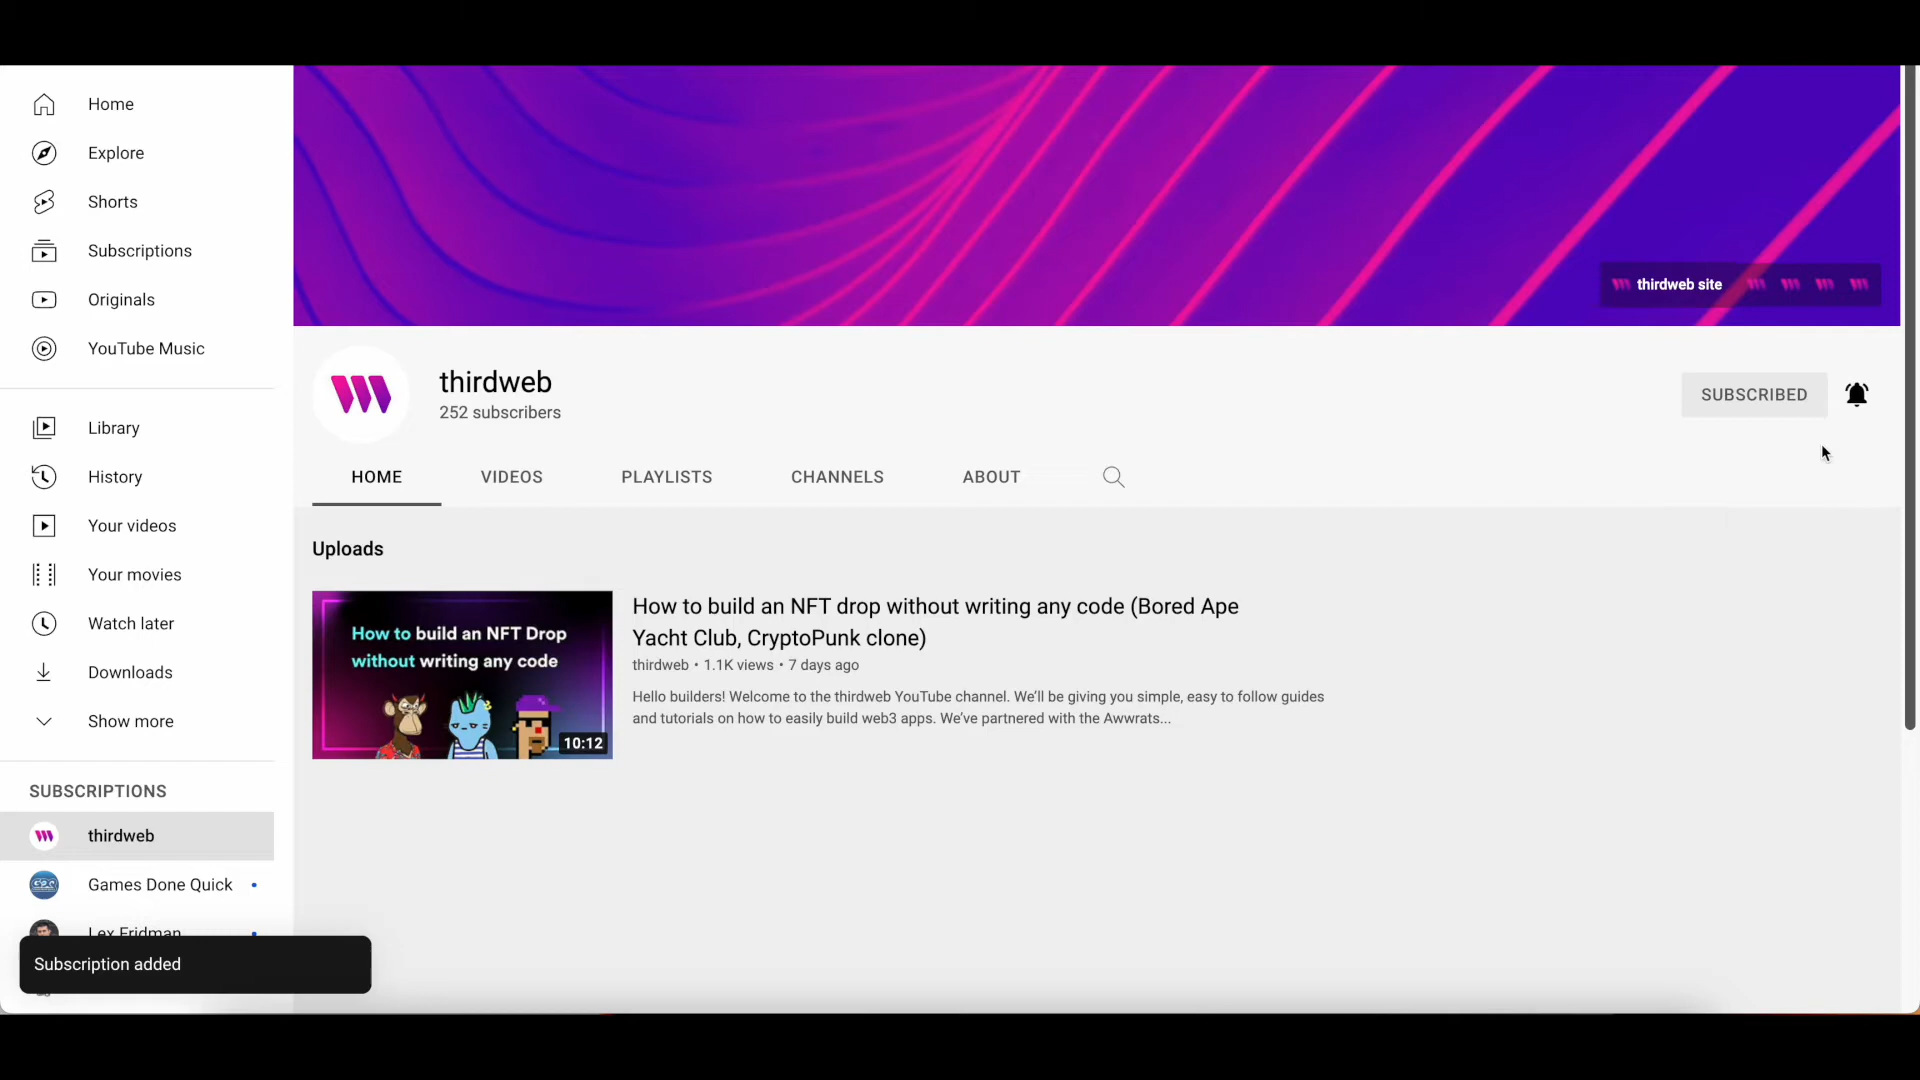 Home
Explore
Shorts
Subscriptions
Originals
YouTube Music
Library
History
Your videos
Your movies
Watch later
Downloads
Show more
SUBSCRIPTIONS
thirdweb
Games Done Quick
Lex Fridman
Subscription added
thirdweb site
thirdweb
252 subscribers
SUBSCRIBED
HOME VIDEOS PLAYLISTS CHANNELS ABOUT
Uploads
How to build an NFT Drop
without writing any code
10:12
How to build an NFT drop without writing any code (Bored Ape
Yacht Club, CryptoPunk clone)
thirdweb • 1.1K views • 7 days ago
Hello builders! Welcome to the thirdweb YouTube channel. We’ll be giving you simple, easy to follow guides
and tutorials on how to easily build web3 apps. We’ve partnered with the Awwrats...